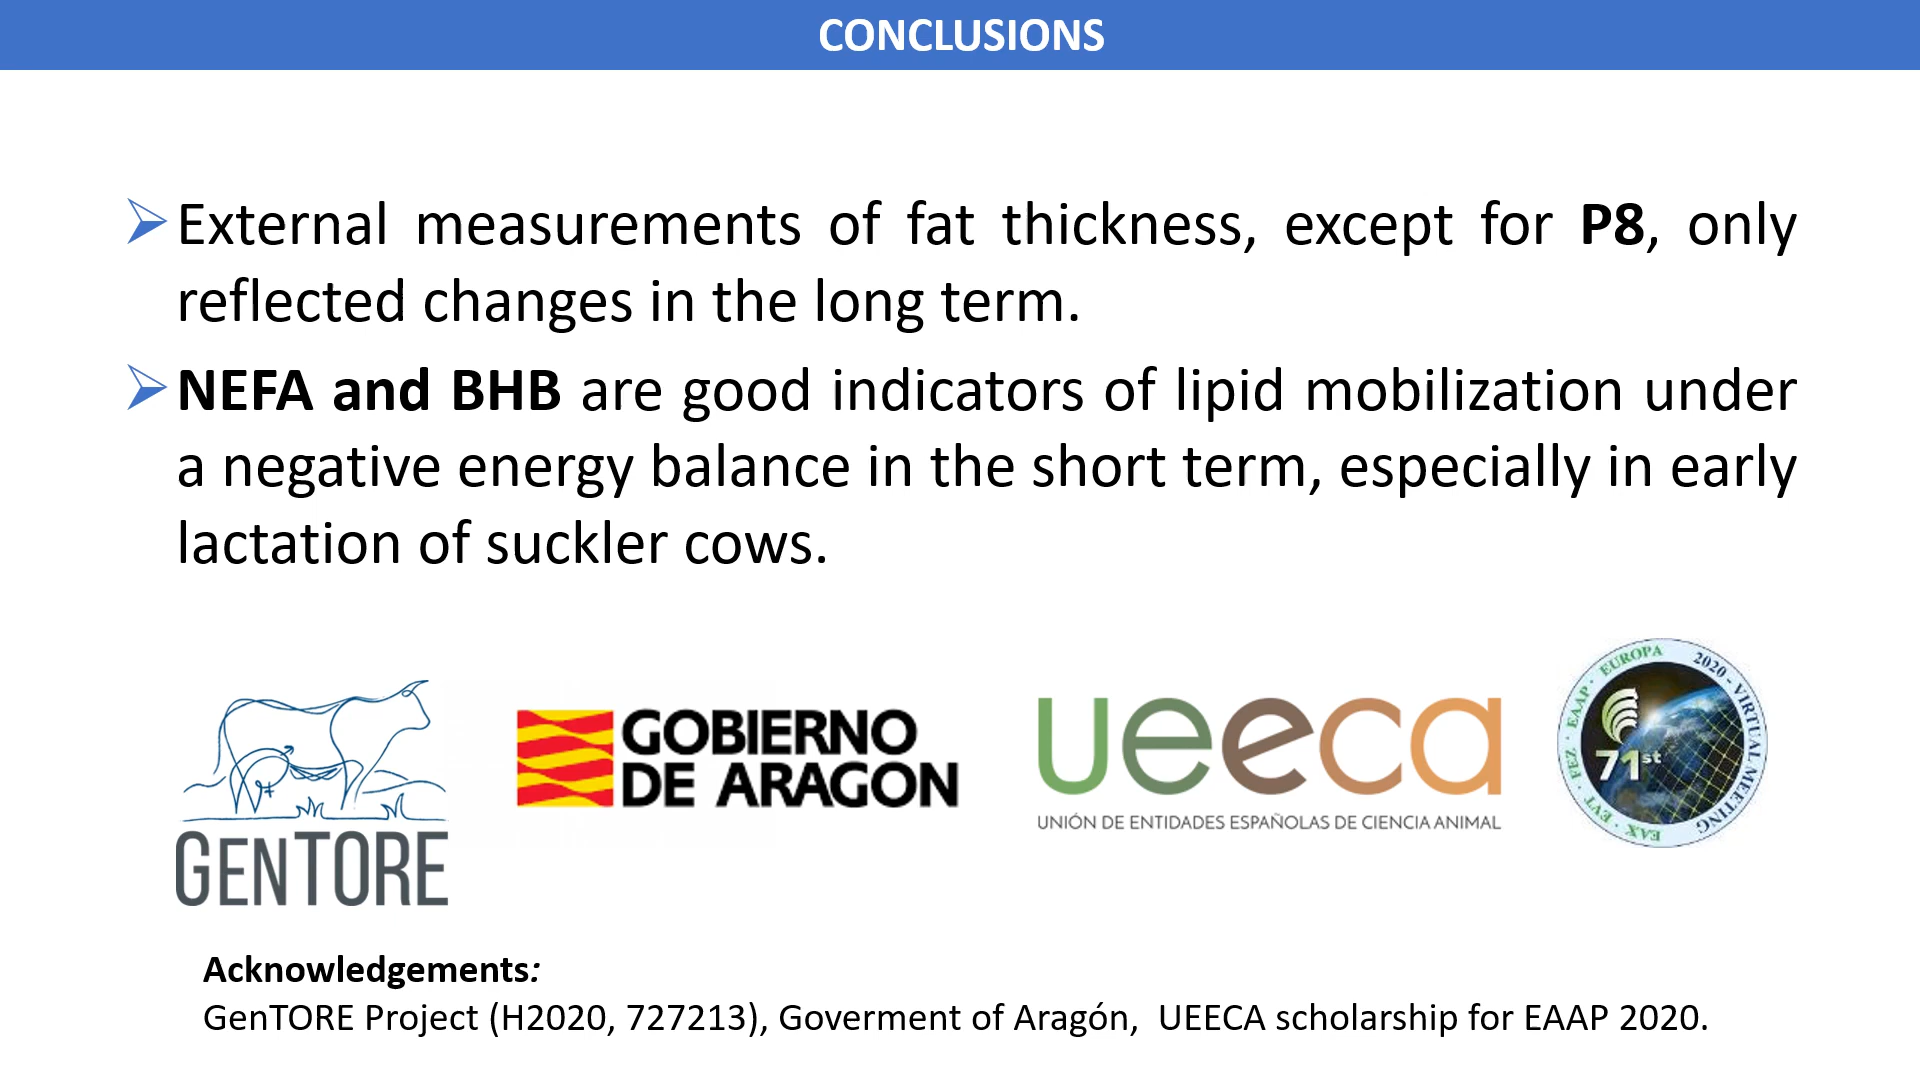 CONCLUSIONS
External measurements of fat thickness, except for P8, only
reflected changes in the long term.
NEFA and BHB are good indicators of lipid mobilization under
a negative energy balance in the short term, especially in early
lactation of suckler cows.
GENTORE
GOBIERNO
DE ARAGON
ueeca
UNIÓN DE ENTIDADES ESPAÑOLAS DE CIENCIA ANIMAL
EAX · EVT · FEZ · EAAP · EUROPA 2020 - VIRTUAL MEETING
71st
Acknowledgements:
GenTORE Project (H2020, 727213), Goverment of Aragón, UEECA scholarship for EAAP 2020.